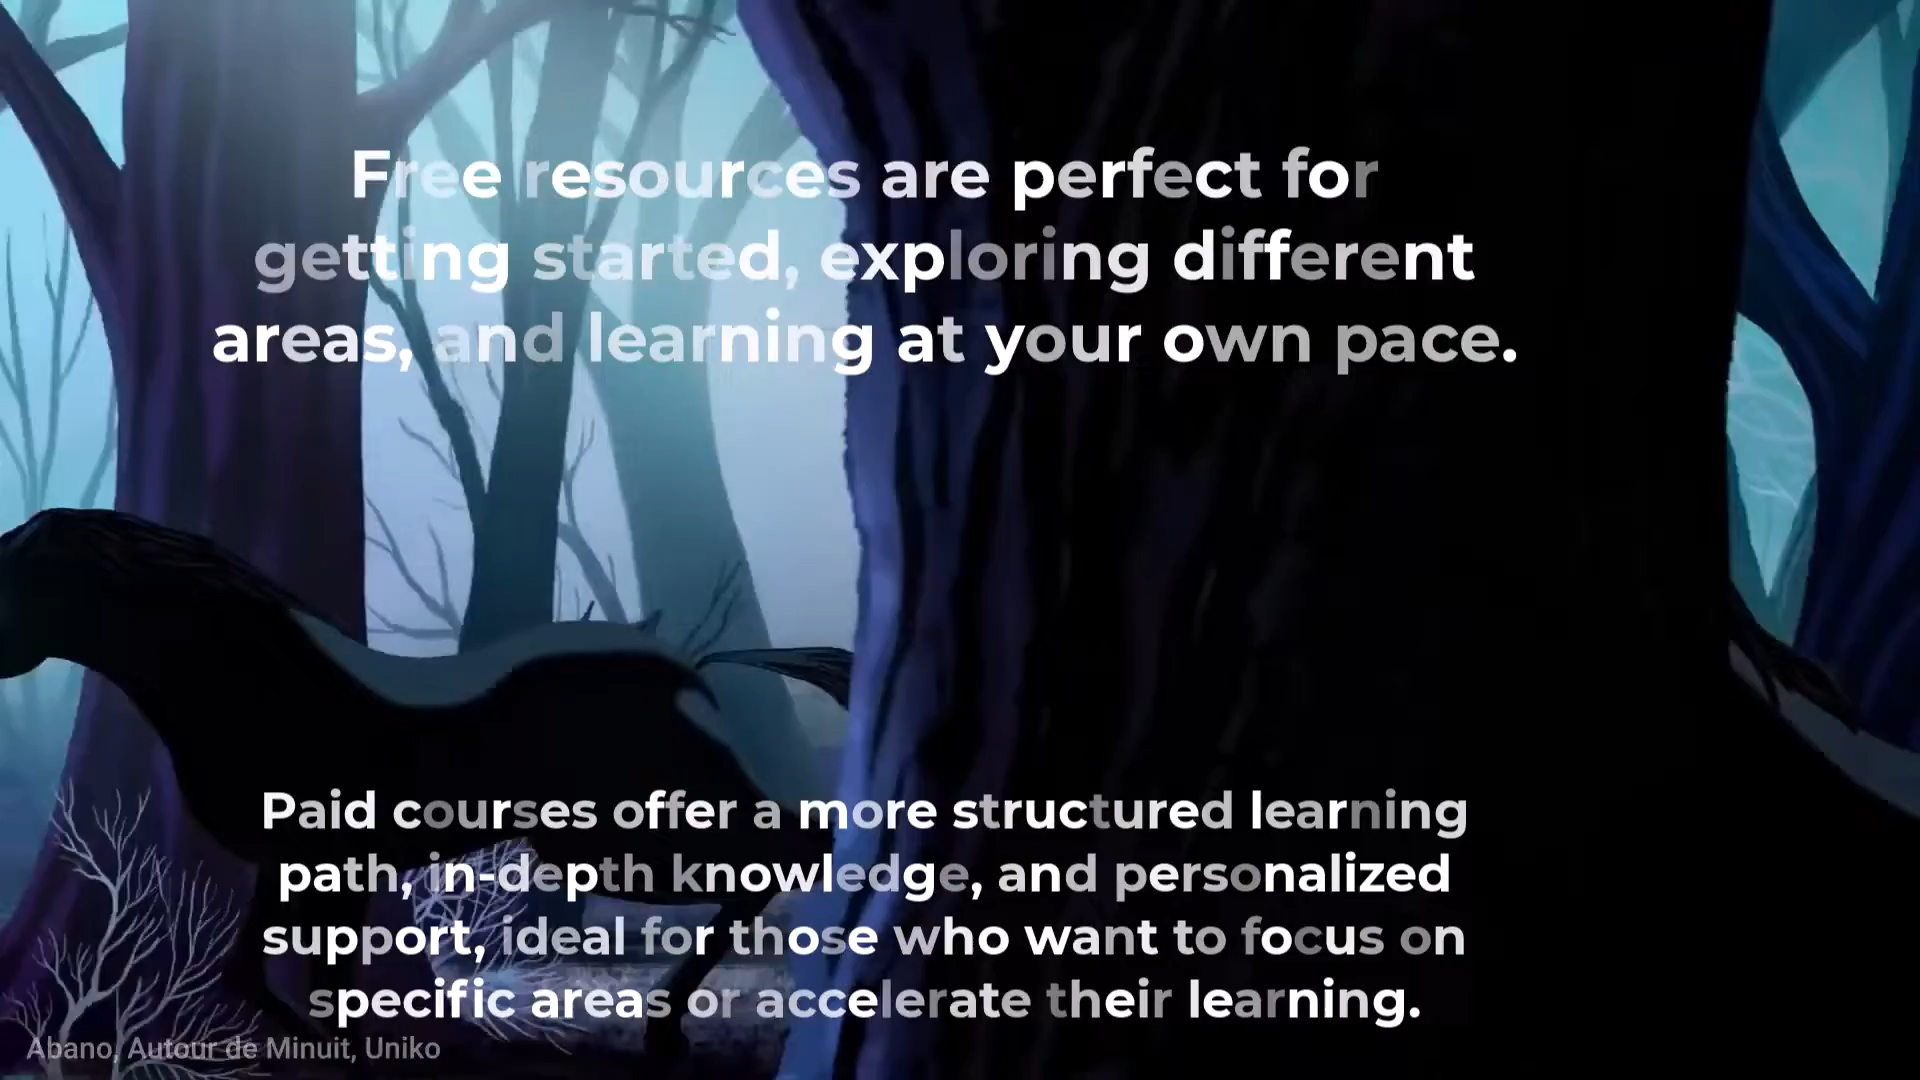 Free resources are perfect for
getting started, exploring different
areas, and learning at your own pace.
Paid courses offer a more structured learning
path, in-depth knowledge, and personalized
support, ideal for those who want to focus on
specific areas or accelerate their learning.
Abano, Autour de Minuit, Uniko